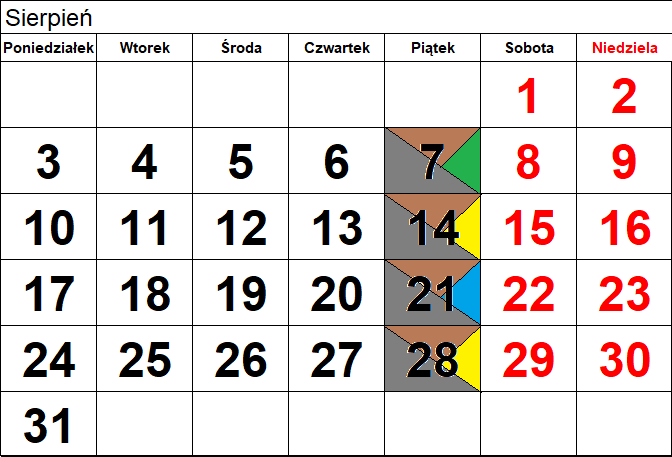 Sierpień
Poniedziałek Wtorek Środa Czwartek Piątek Sobota Niedziela
1 2
3 4 5 6 7 8 9
10 11 12 13 14 15 16
17 18 19 20 21 22 23
24 25 26 27 28 29 30
31